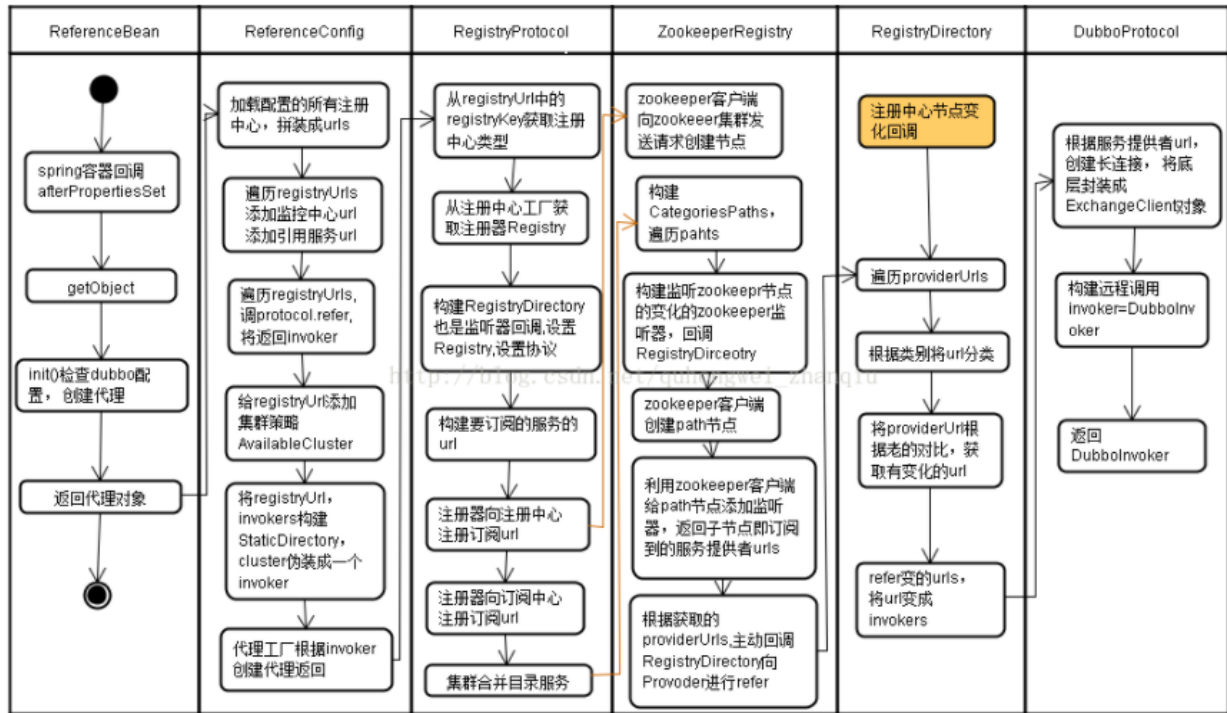 ReferenceBean
ReferenceConfig
RegistryProtocol
ZookeeperRegistry
RegistryDirectory
DubboProtocol
spring容器回调
afterPropertiesSet
getObject
init()检查dubbo配
置，创建代理
返回代理对象
加载配置的所有注册
中心，拼装成urls
遍历registryUrls
添加监控中心url
添加引用服务url
遍历registryUrls,
调protocol.refer,
将返回invoker
给registryUrl添加
集群策略
AvailableCluster
将registryUrl，
invokers构建
StaticDirectory，
cluster伪装成一个
invoker
代理工厂根据invoker
创建代理返回
从registryUrl中的
registryKey获取注册
中心类型
从注册中心工厂获
取注册器Registry
构建RegistryDirectory
也是监听器回调,设置
Registry,设置协议
构建要订阅的服务的
url
注册器向注册中心
注册订阅url
注册器向订阅中心
注册订阅url
集群合并目录服务
zookeeper客户端
向zookeeer集群发
送请求创建节点
构建
CategoriesPaths，
遍历pahts
构建监听zookeepr节点
的变化的zookeeper监
听器，回调
RegistryDirceotry
zookeeper客户端
创建path节点
利用zookeeper客户端
给path节点添加监听
器，返回子节点即订阅
到的服务提供者urls
根据获取的
providerUrls,主动回调
RegistryDirectory向
Provoder进行refer
注册中心节点变
化回调
遍历providerUrls
根据类别将url分类
将providerUrl根
据老的对比，获
取有变化的url
refer变的urls，
将url变成
invokers
根据服务提供者url，
创建长连接， 将底
层封装成
ExchangeClient对象
构建远程调用
invoker=DubboInv
oker
返回
DubboInvoker